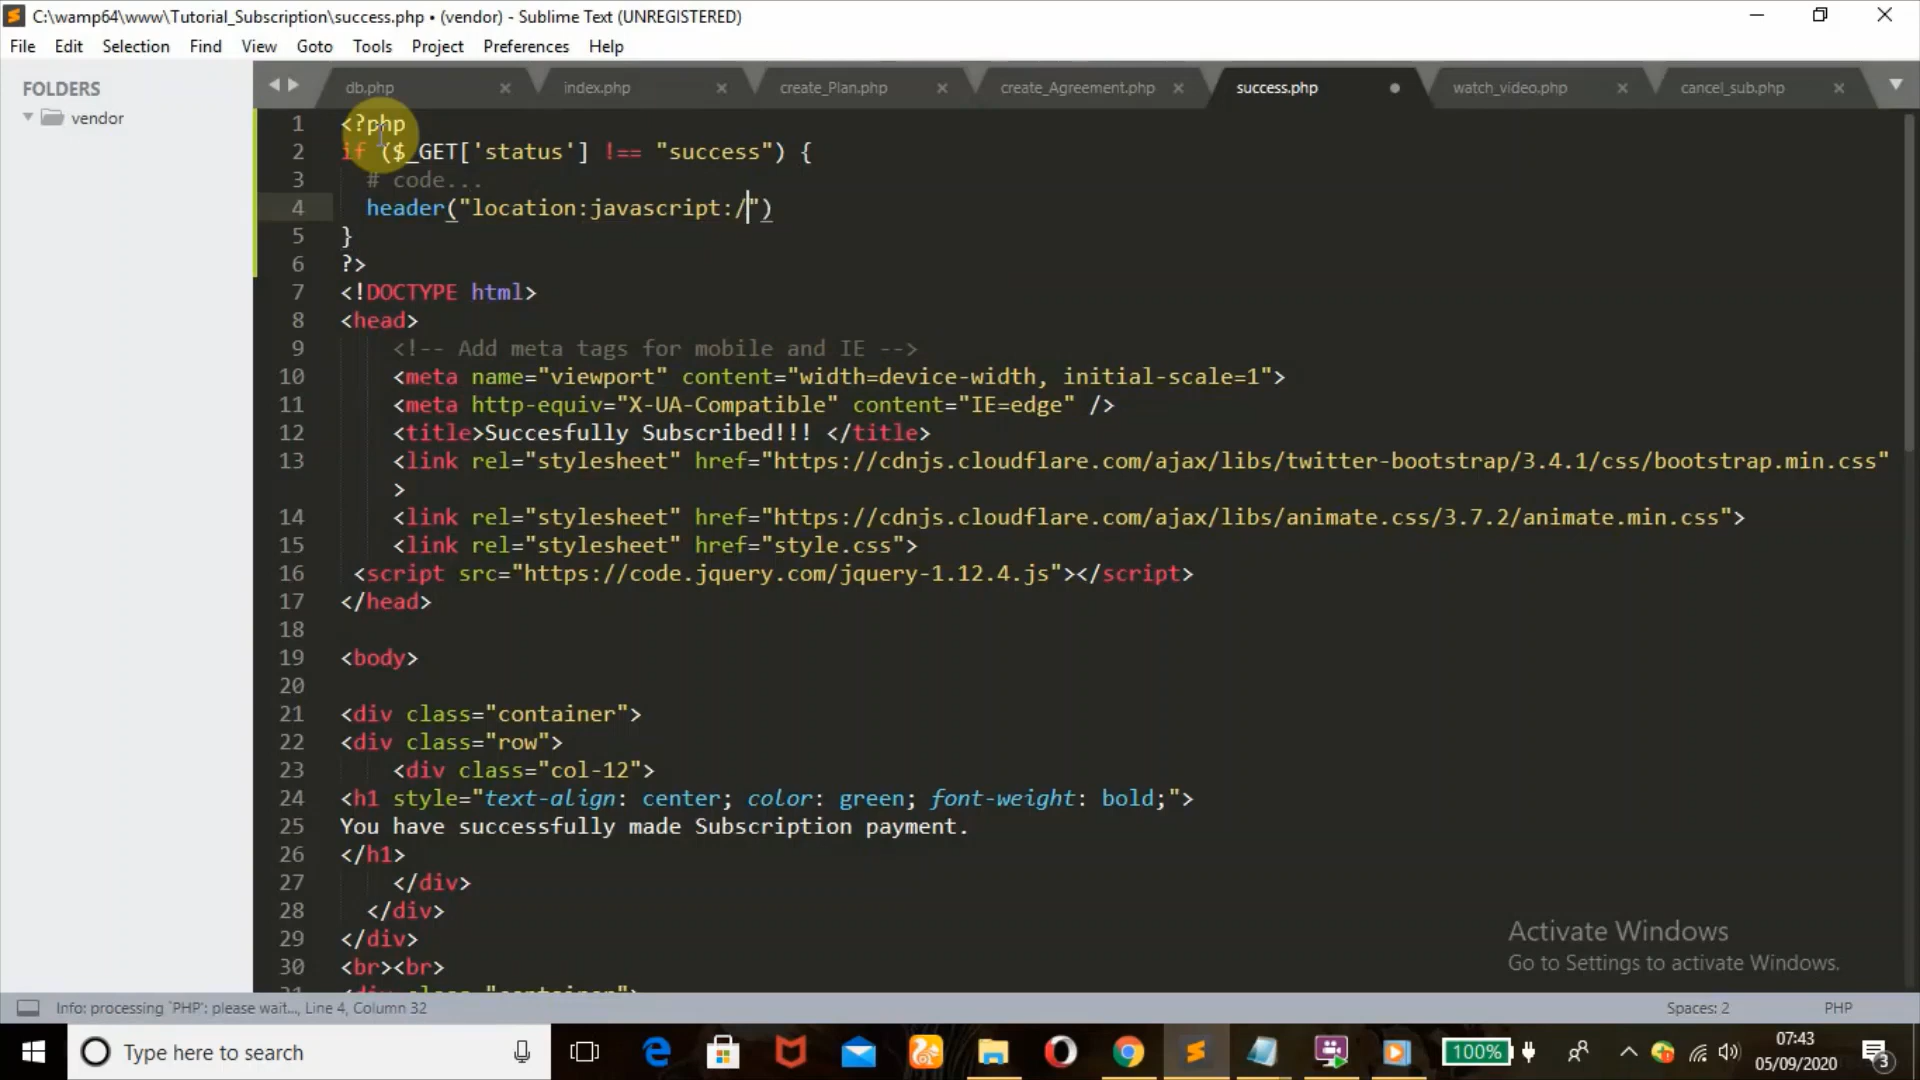 C:\wamp64\www\Tutorial_Subscription\success.php • (vendor) - Sublime Text (UNREGISTERED)
File Edit Selection Find View Goto Tools Project Preferences Help
FOLDERS
vendor
db.php index.php create_Plan.php create_Agreement.php success.php watch_video.php cancel_sub.php
1 <?php
2 if ($_GET['status'] !== "success") {
3 # code...
4 header("location:javascript:/")
5 }
6 ?>
7 <!DOCTYPE html>
8 <head>
9 <!-- Add meta tags for mobile and IE -->
10 <meta name="viewport" content="width=device-width, initial-scale=1">
11 <meta http-equiv="X-UA-Compatible" content="IE=edge" />
12 <title>Succesfully Subscribed!!! </title>
13 <link rel="stylesheet" href="https://cdnjs.cloudflare.com/ajax/libs/twitter-bootstrap/3.4.1/css/bootstrap.min.css"
>
14 <link rel="stylesheet" href="https://cdnjs.cloudflare.com/ajax/libs/animate.css/3.7.2/animate.min.css">
15 <link rel="stylesheet" href="style.css">
16 <script src="https://code.jquery.com/jquery-1.12.4.js"></script>
17 </head>
18
19 <body>
20
21 <div class="container">
22 <div class="row">
23 <div class="col-12">
24 <h1 style="text-align: center; color: green; font-weight: bold;">
25 You have successfully made Subscription payment.
26 </h1>
27 </div>
28 </div>
29 </div>
30 <br><br>
31 <div class="container">
Activate Windows
Go to Settings to activate Windows.
Info: processing `PHP`: please wait..., Line 4, Column 32
Spaces: 2
PHP
Type here to search
100%
07:43
05/09/2020
3